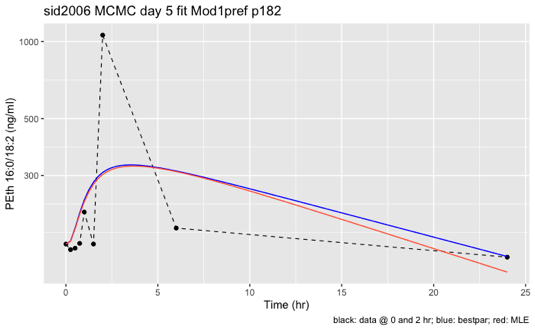 sid2006 MCMC day 5 fit Mod1pref p182
PEth 16:0/18:2 (ng/ml)
1000
500
300
0
5
10
15
20
25
Time (hr)
black: data @ 0 and 2 hr; blue: bestpar; red: MLE